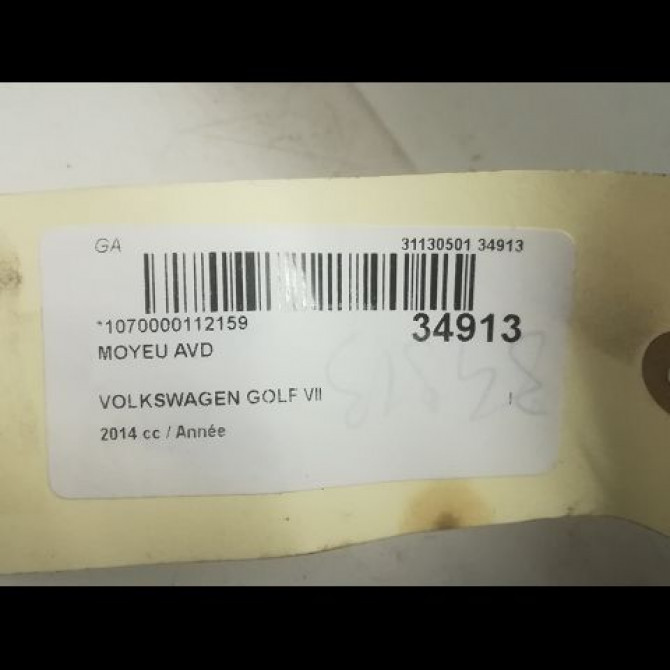 GA 31130501 34913
*1070000112159 34913
MOYEU AVD
VOLKSWAGEN GOLF VII
2014 cc / Année